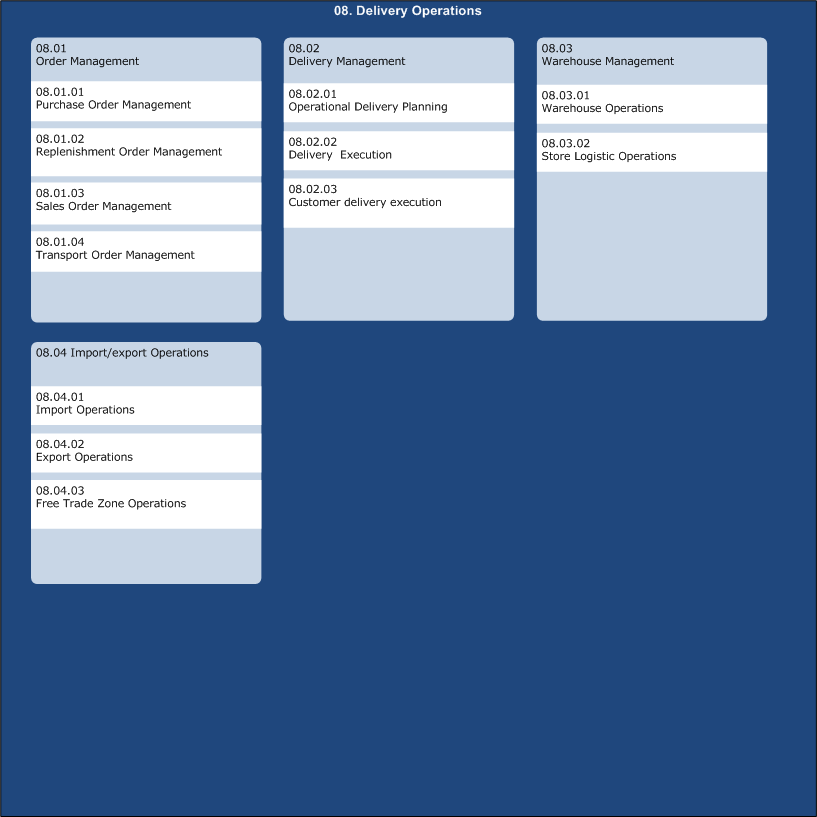 08. Delivery Operations
08.01
Order Management
08.01.01
Purchase Order Management
08.01.02
Replenishment Order Management
08.01.03
Sales Order Management
08.01.04
Transport Order Management
08.02
Delivery Management
08.02.01
Operational Delivery Planning
08.02.02
Delivery  Execution
08.02.03
Customer delivery execution
08.03
Warehouse Management
08.03.01
Warehouse Operations
08.03.02
Store Logistic Operations
08.04 Import/export Operations
08.04.01
Import Operations
08.04.02
Export Operations
08.04.03
Free Trade Zone Operations